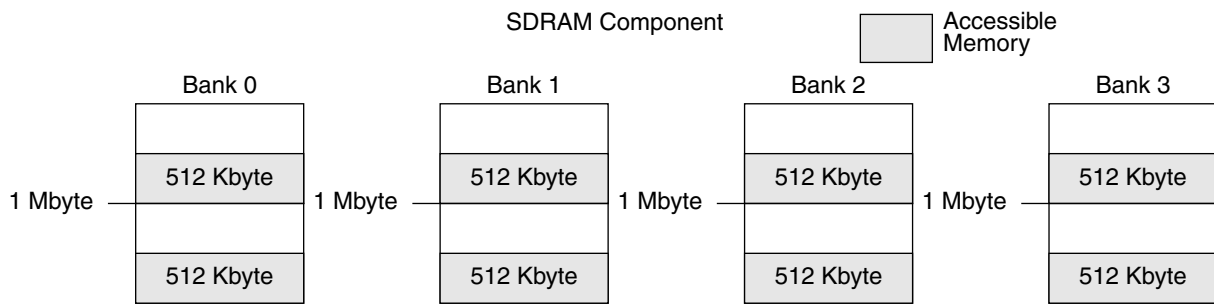 SDRAM Component
Accessible
Memory
Bank 0
Bank 1
Bank 2
Bank 3
512 Kbyte
512 Kbyte
512 Kbyte
512 Kbyte
1 Mbyte
1 Mbyte
1 Mbyte
1 Mbyte
512 Kbyte
512 Kbyte
512 Kbyte
512 Kbyte